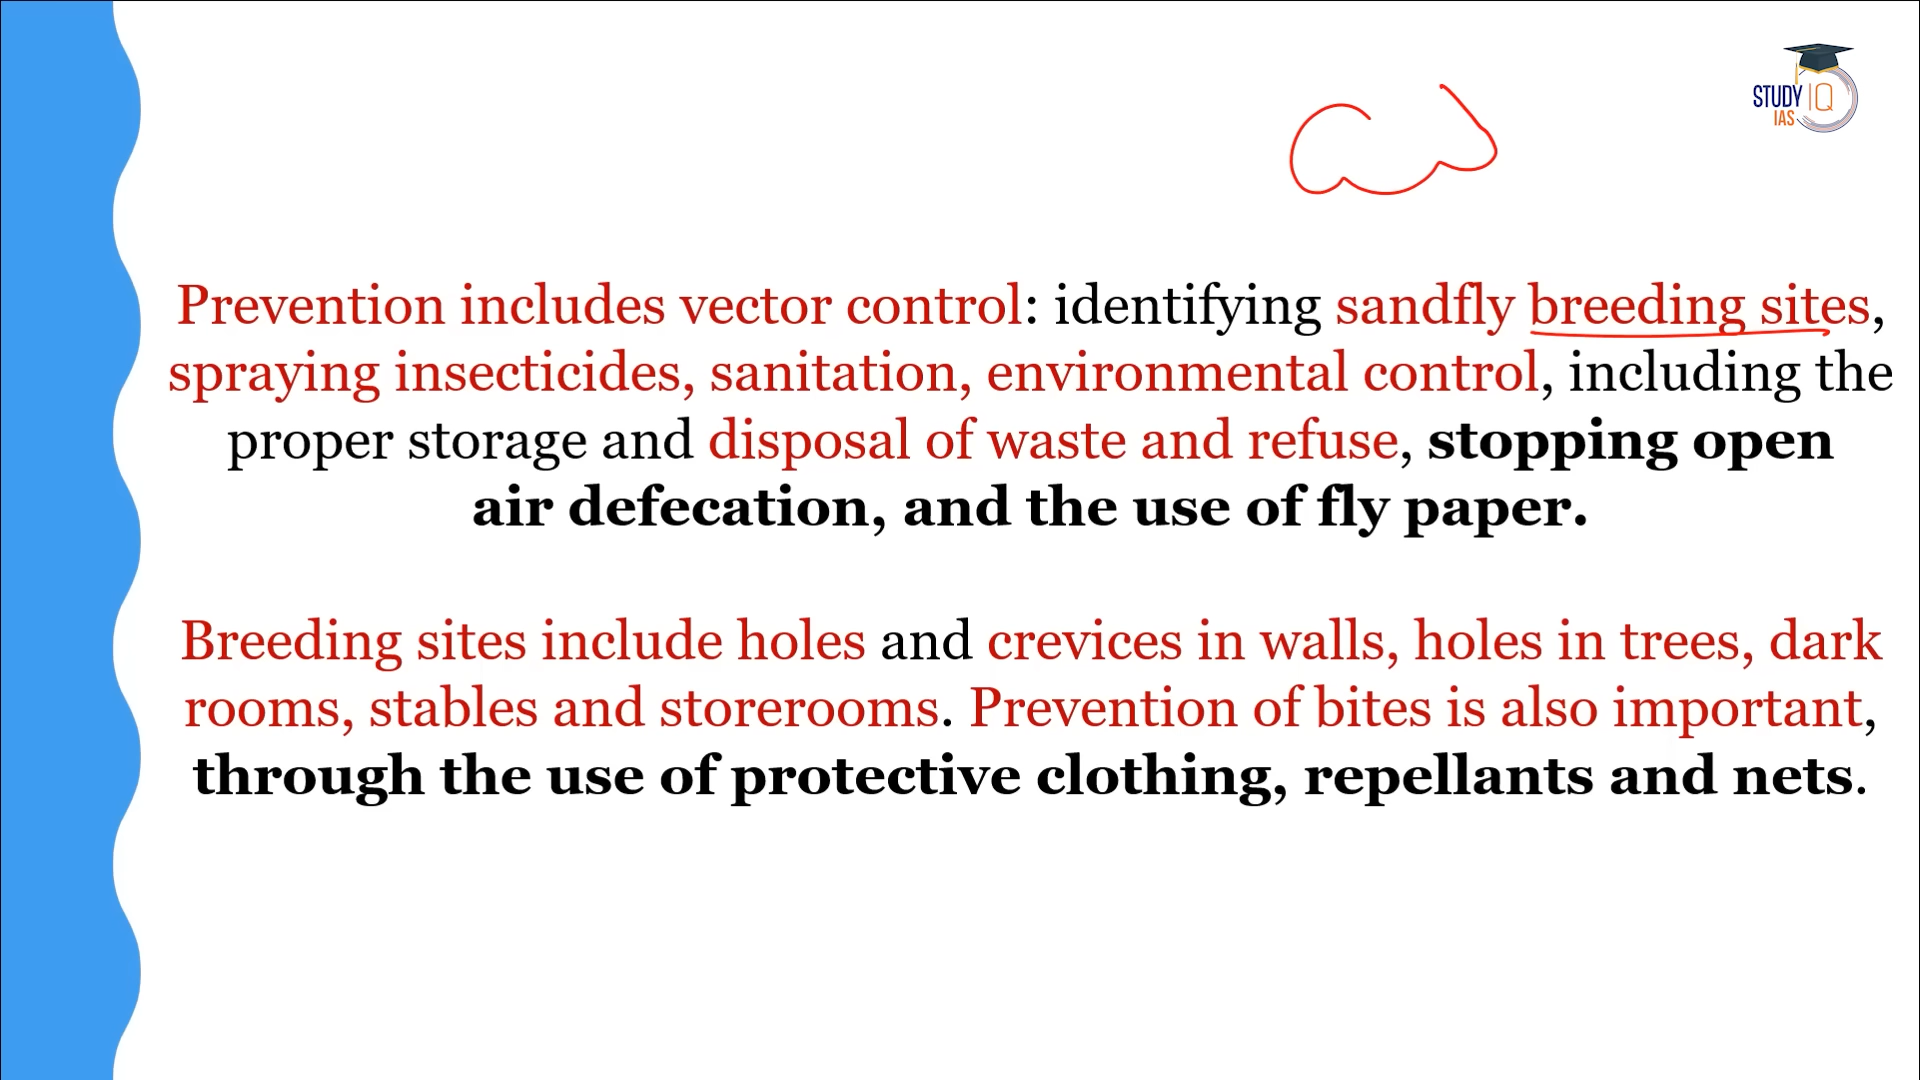 STUDY IQ
IAS
Prevention includes vector control: identifying sandfly breeding sites,
spraying insecticides, sanitation, environmental control, including the
proper storage and disposal of waste and refuse, stopping open
air defecation, and the use of fly paper.
Breeding sites include holes and crevices in walls, holes in trees, dark
rooms, stables and storerooms. Prevention of bites is also important,
through the use of protective clothing, repellants and nets.